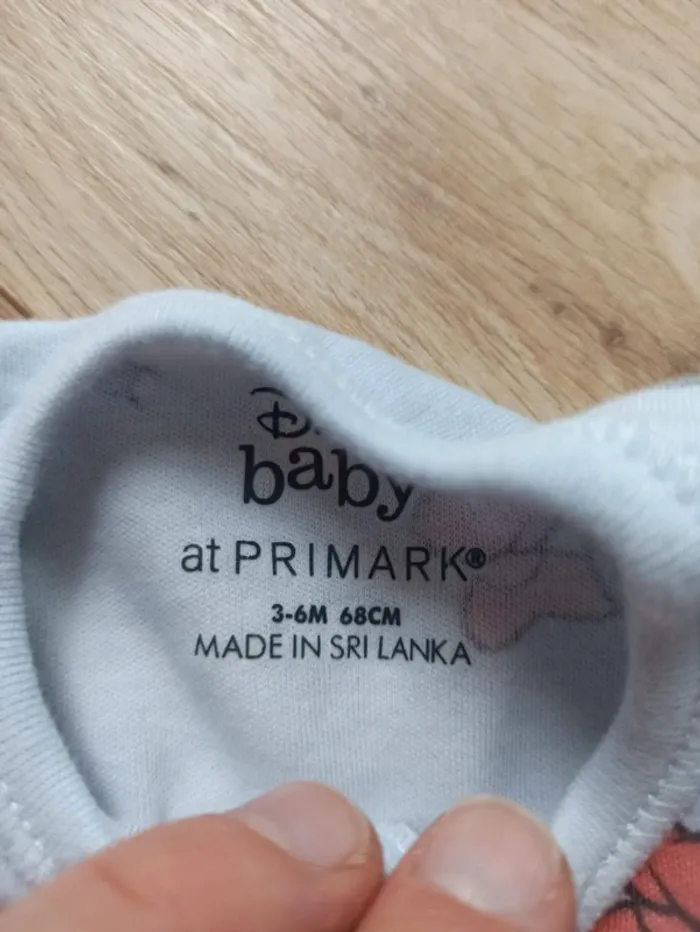 baby
at PRIMARK®
3-6M 68CM
MADE IN SRI LANKA